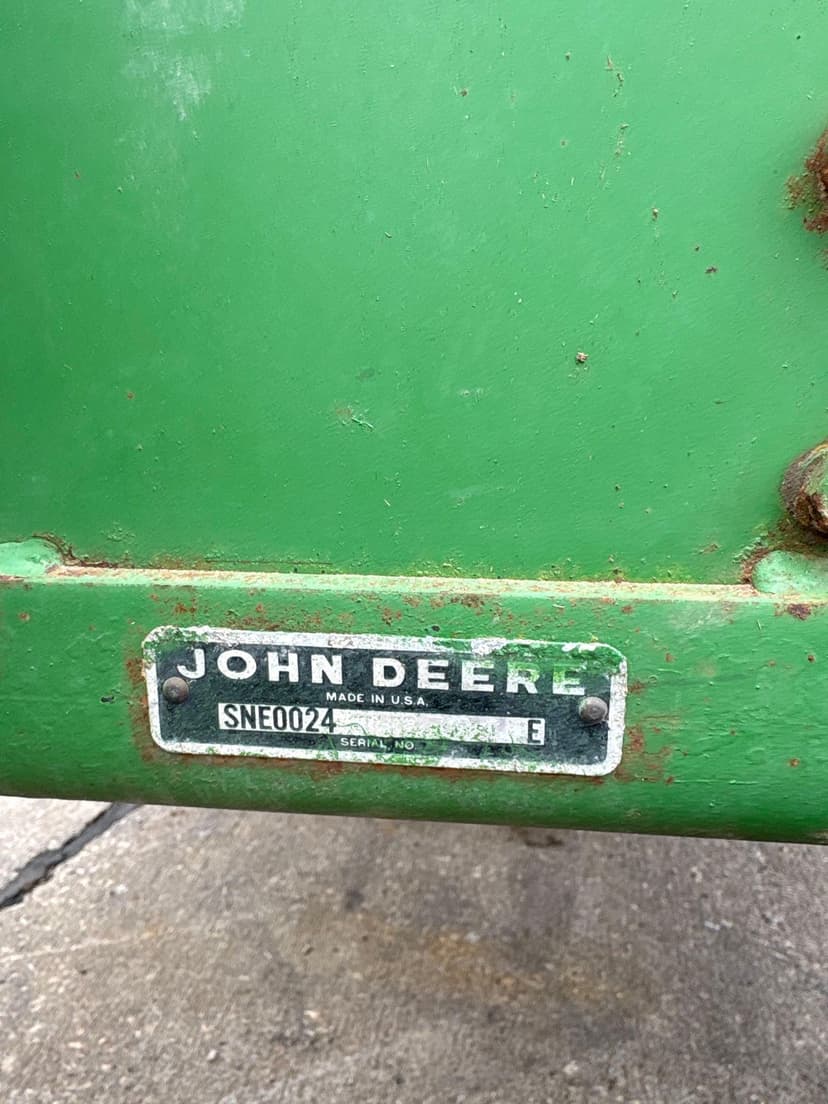 JOHN DEERE
MADE IN U.S.A.
SNE0024 E
SERIAL NO.